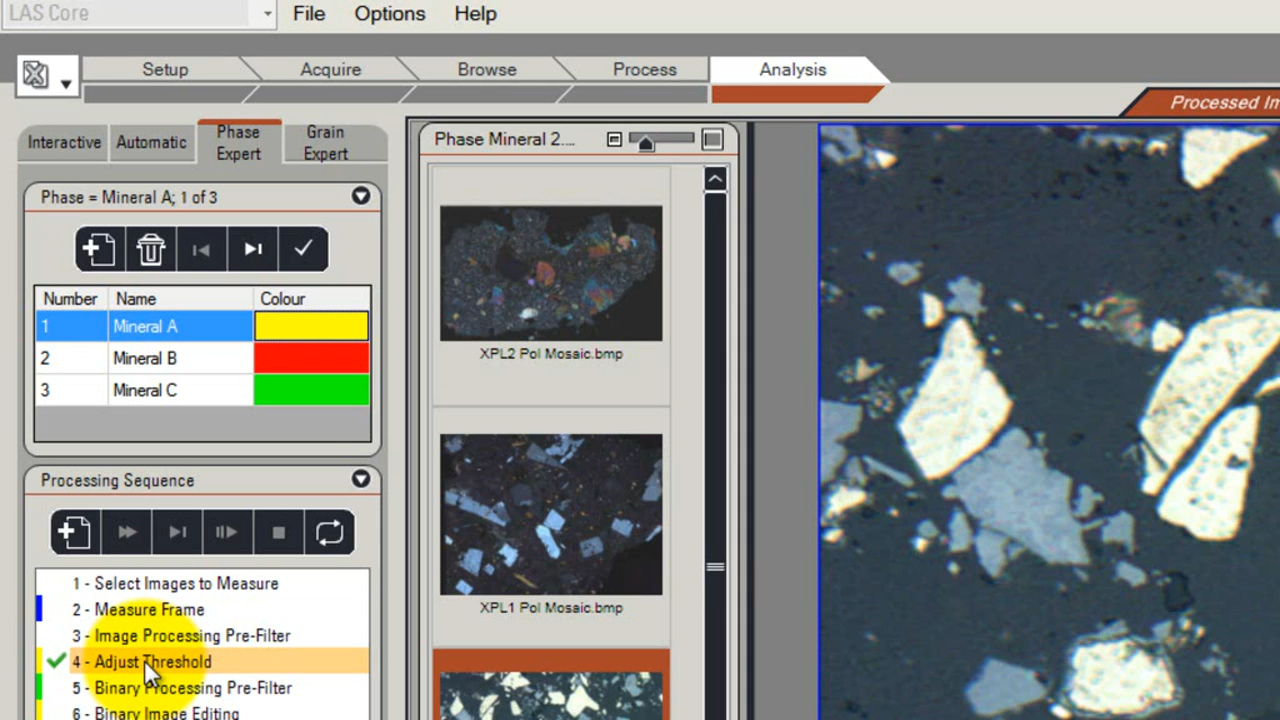 LAS Core
File Options Help
Setup Acquire Browse Process Analysis
Processed Im
Interactive Automatic Phase Expert Grain Expert
Phase = Mineral A; 1 of 3
Number Name Colour
1 Mineral A
2 Mineral B
3 Mineral C
Processing Sequence
1 - Select Images to Measure
2 - Measure Frame
3 - Image Processing Pre-Filter
4 - Adjust Threshold
5 - Binary Processing Pre-Filter
6 - Binary Image Editing
Phase Mineral 2....
XPL2 Pol Mosaic.bmp
XPL1 Pol Mosaic.bmp